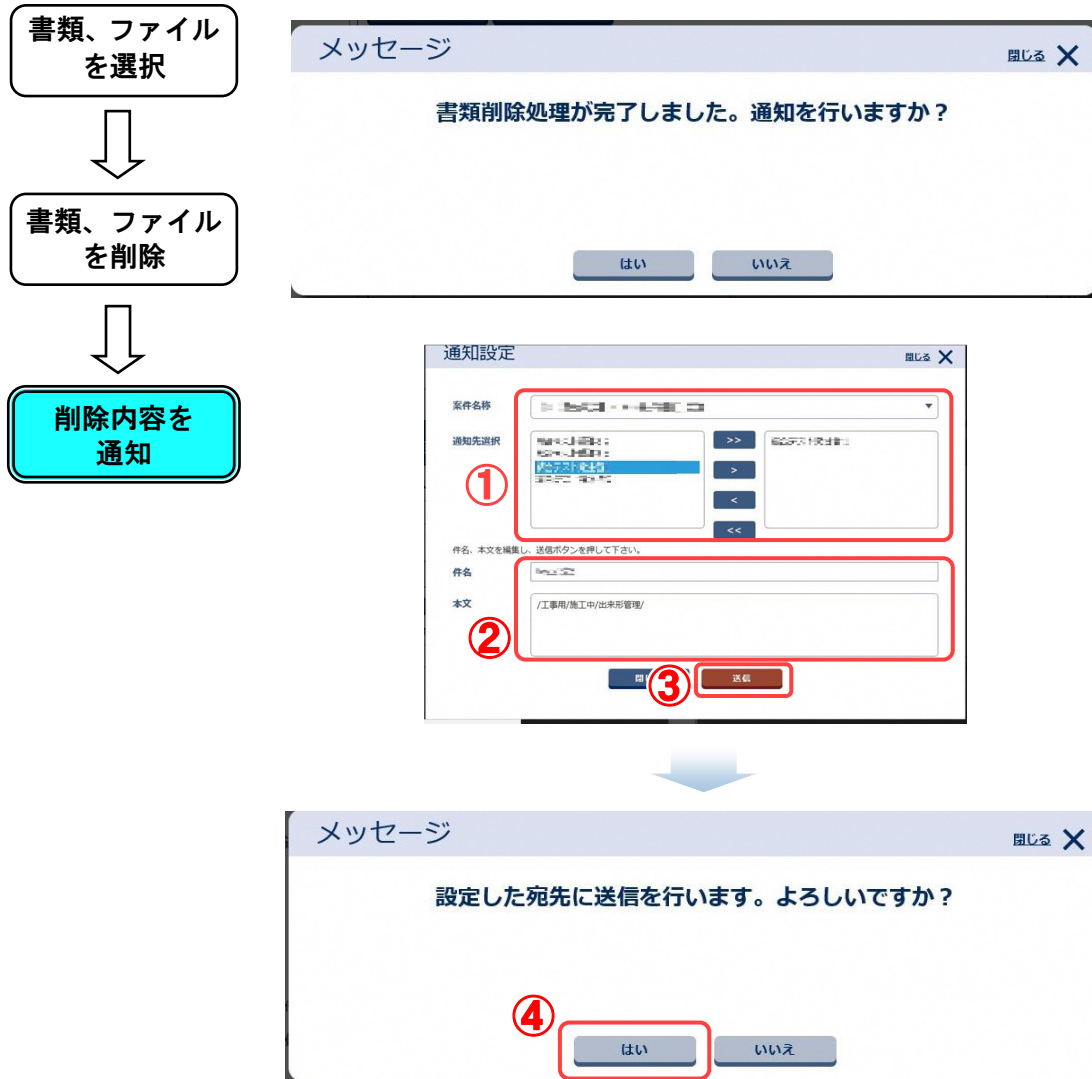 書類、ファイル
を選択
書類、ファイル
を削除
削除内容を
通知
メッセージ
閉じる
書類削除処理が完了しました。通知を行いますか？
はい
いいえ
通知設定
閉じる
案件名称
通知先選択
>>
>
<
<<
①
件名、本文を編集し、送信ボタンを押して下さい。
件名
本文
/工事用/施工中/出来形管理/
②
③
送信
メッセージ
閉じる
設定した宛先に送信を行います。よろしいですか？
④
はい
いいえ